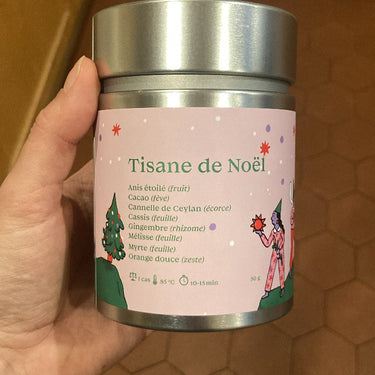 Tisane de Noël
Anis étoilé (fruit)
Cacao (fève)
Cannelle de Ceylan (écorce)
Cassis (feuille)
Gingembre (rhizome)
Mélisse (feuille)
Myrte (feuille)
Orange douce (zeste)
1 cas 85 °C 10-15 min 50 g